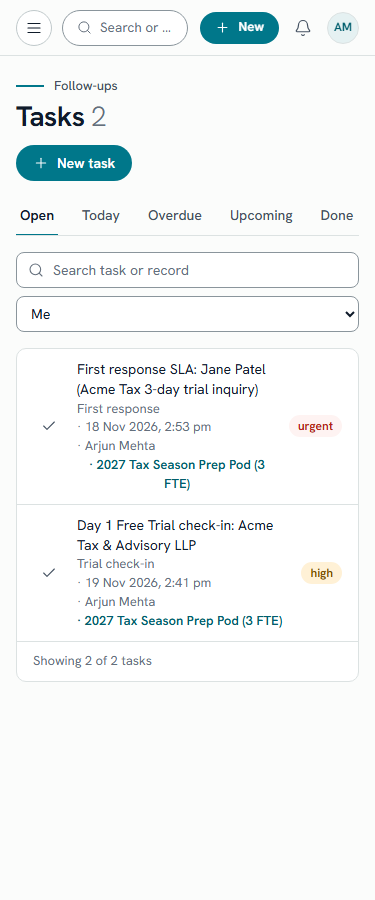 Search or ...
New
AM
Follow-ups
Tasks 2
New task
Open Today Overdue Upcoming Done
Search task or record
Me
First response SLA: Jane Patel
(Acme Tax 3-day trial inquiry)
First response
· 18 Nov 2026, 2:53 pm
· Arjun Mehta
· 2027 Tax Season Prep Pod (3
FTE)
urgent
Day 1 Free Trial check-in: Acme
Tax & Advisory LLP
Trial check-in
· 19 Nov 2026, 2:41 pm
· Arjun Mehta
· 2027 Tax Season Prep Pod (3 FTE)
high
Showing 2 of 2 tasks